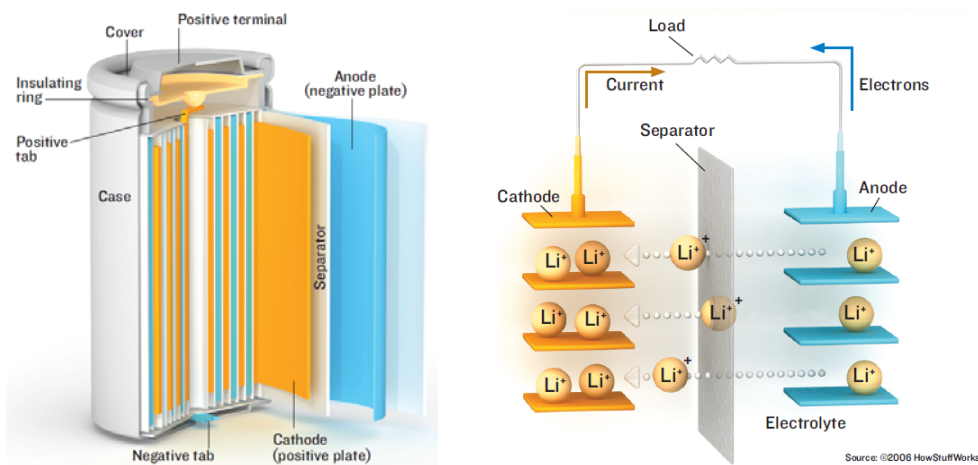 Positive terminal
Cover
Insulating
ring
Anode
(negative plate)
Positive
tab
Case
Separator
Negative tab
Cathode
(positive plate)
Load
Current
Electrons
Separator
Cathode
Anode
Li+
Li+
Li+
+
Li+
Li+
Li+
Li+
+
Li+
Li+
Li+
Li+
+
Li+
Electrolyte
Source: ©2006 HowStuffWorks